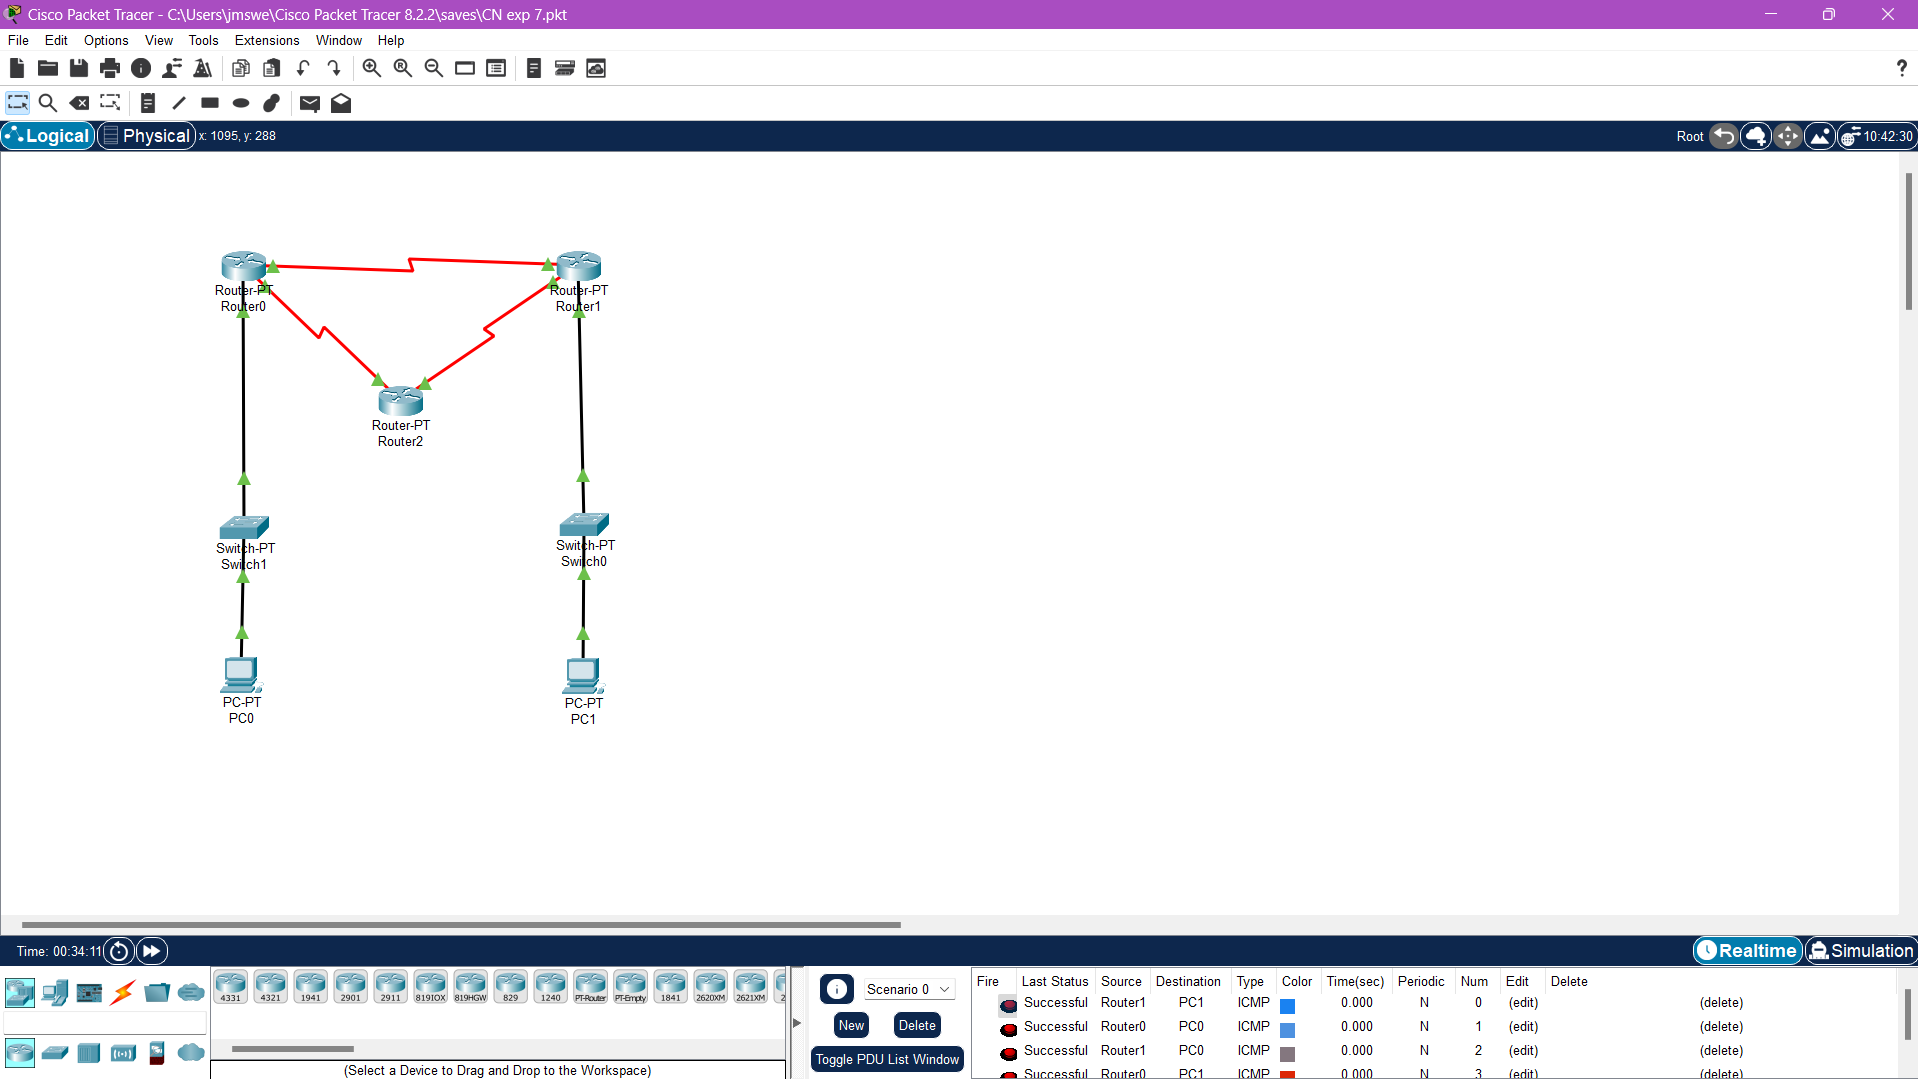 Cisco Packet Tracer - C:\Users\jmswe\Cisco Packet Tracer 8.2.2\saves\CN exp 7.pkt
File Edit Options View Tools Extensions Window Help
?
Logical Physical x: 1095, y: 288 Root 10:42:30
Router-PT
Router0
Router-PT
Router1
Router-PT
Router2
Switch-PT
Switch1
Switch-PT
Switch0
PC-PT
PC0
PC-PT
PC1
Time: 00:34:11 Realtime Simulation
4331 4321 1941 2901 2911 819IOX 819HGW 829 1240 PT-Router PT-Empty 1841 2620XM 2621XM 2
(Select a Device to Drag and Drop to the Workspace)
Scenario 0
New Delete
Toggle PDU List Window
Fire Last Status Source Destination Type Color Time(sec) Periodic Num Edit Delete
Successful Router1 PC1 ICMP 0.000 N 0 (edit) (delete)
Successful Router0 PC0 ICMP 0.000 N 1 (edit) (delete)
Successful Router1 PC0 ICMP 0.000 N 2 (edit) (delete)
Successful Router0 PC1 ICMP 0.000 N 3 (edit) (delete)